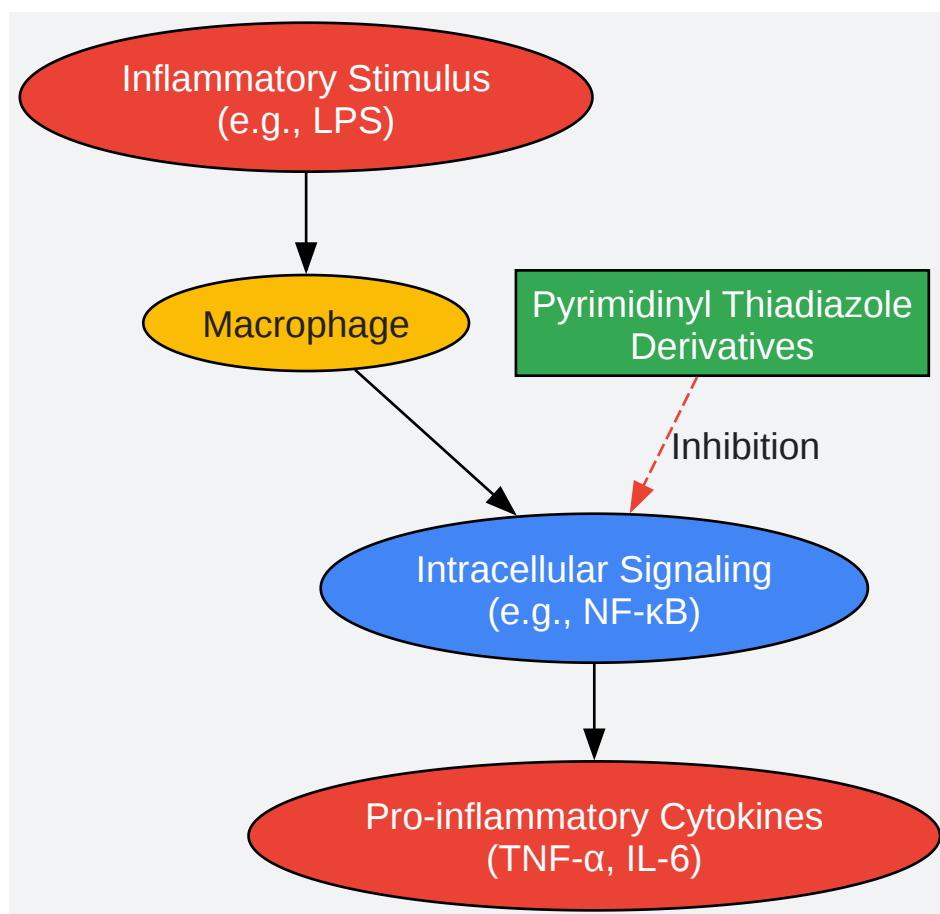 Inflammatory Stimulus
(e.g., LPS)
Macrophage
Pyrimidinyl Thiadiazole
Derivatives
Inhibition
Intracellular Signaling
(e.g., NF-κB)
Pro-inflammatory Cytokines
(TNF-α, IL-6)